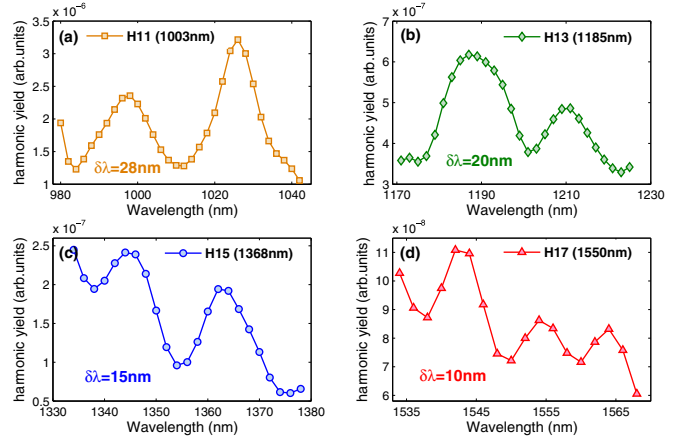 x 10⁻⁶
3.5
3
2.5
2
1.5
1
harmonic yield (arb.units)
(a)
H11 (1003nm)
δλ=28nm
980 1000 1020 1040
Wavelength (nm)
x 10⁻⁷
8
7
6
5
4
3
harmonic yield (arb.units)
(b)
H13 (1185nm)
δλ=20nm
1170 1190 1210 1230
Wavelength (nm)
x 10⁻⁷
2.5
2
1.5
1
0.5
harmonic yield (arb.units)
(c)
H15 (1368nm)
δλ=15nm
1330 1340 1350 1360 1370 1380
Wavelength (nm)
x 10⁻⁸
11
10
9
8
7
6
harmonic yield (arb.units)
(d)
H17 (1550nm)
δλ=10nm
1535 1545 1555 1565
Wavelength (nm)